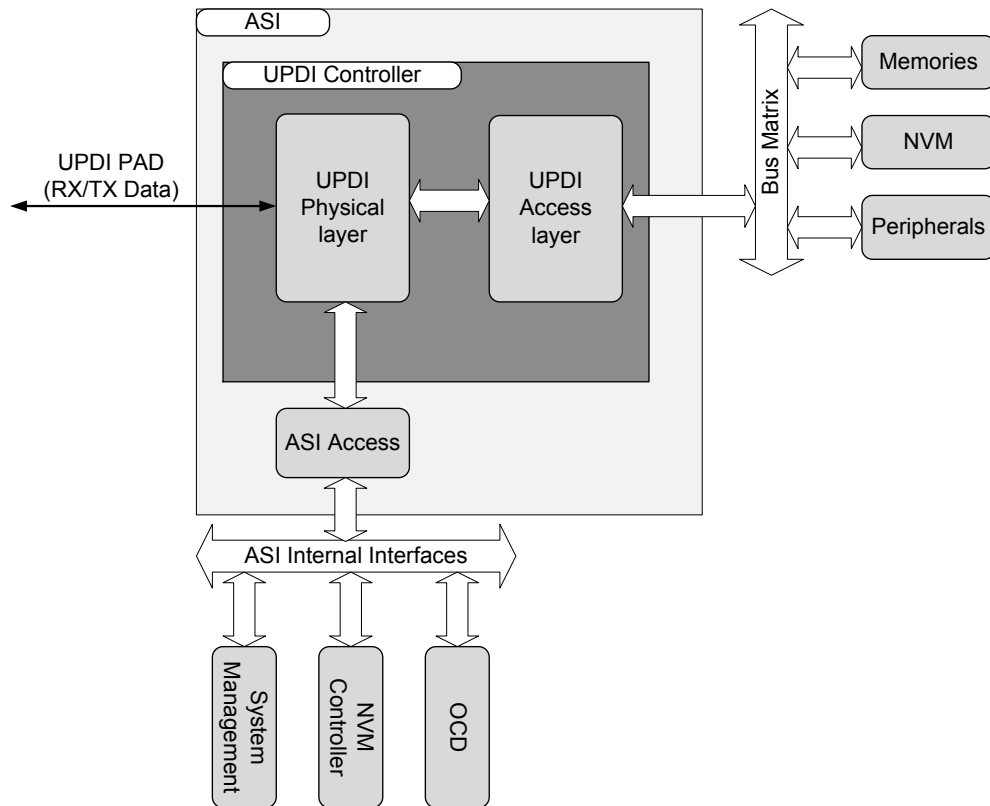 ASI
UPDI Controller
UPDI PAD
(RX/TX Data)
UPDI
Physical
layer
UPDI
Access
layer
Bus Matrix
Memories
NVM
Peripherals
ASI Access
ASI Internal Interfaces
System
Management
NVM
Controller
OCD